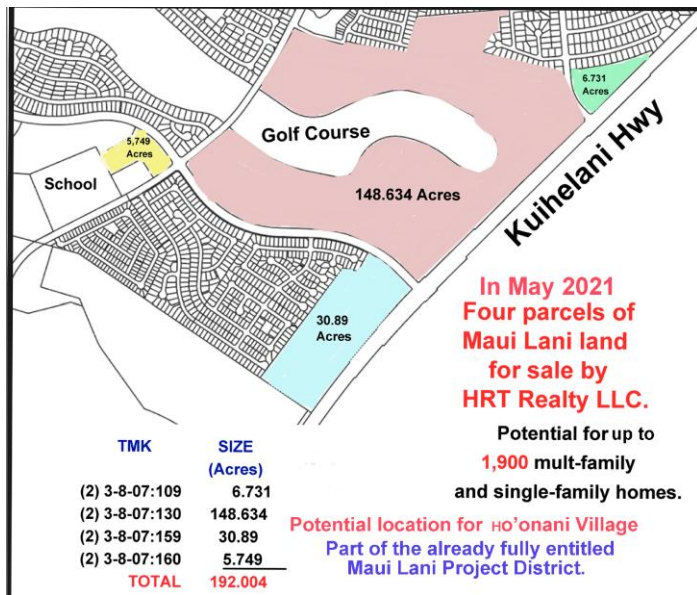 6.731
Acres
Golf Course
5,749
Acres
School
148.634 Acres
Kuihelani Hwy
30.89
Acres
In May 2021
Four parcels of
Maui Lani land
for sale by
HRT Realty LLC.
Potential for up to
1,900 mult-family
and single-family homes.
TMK SIZE
(Acres)
(2) 3-8-07:109 6.731
(2) 3-8-07:130 148.634
(2) 3-8-07:159 30.89
(2) 3-8-07:160 5.749
TOTAL 192.004
Potential location for HO'onani Village
Part of the already fully entitled
Maui Lani Project District.